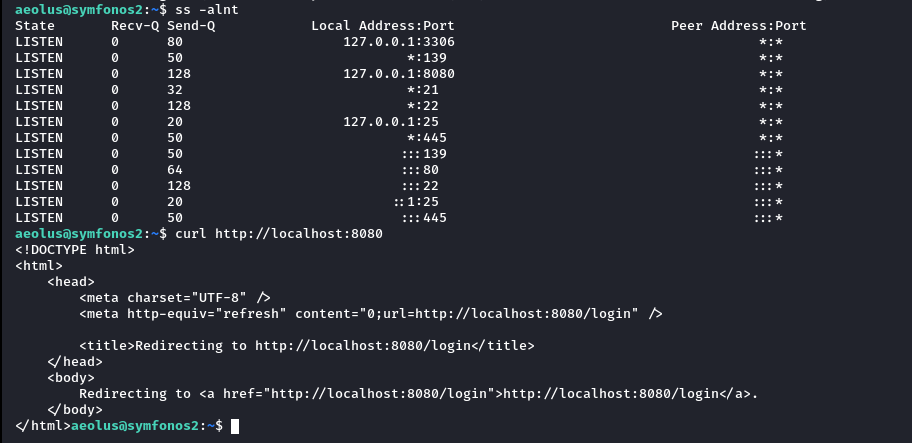 aeolus@symfonos2:~$ ss -alnt
State Recv-Q Send-Q Local Address:Port Peer Address:Port
LISTEN 0 80 127.0.0.1:3306 *:*
LISTEN 0 50 *:139 *:*
LISTEN 0 128 127.0.0.1:8080 *:*
LISTEN 0 32 *:21 *:*
LISTEN 0 128 *:22 *:*
LISTEN 0 20 127.0.0.1:25 *:*
LISTEN 0 50 *:445 *:*
LISTEN 0 50 :::139 :::*
LISTEN 0 64 :::80 :::*
LISTEN 0 128 :::22 :::*
LISTEN 0 20 ::1:25 :::*
LISTEN 0 50 :::445 :::*
aeolus@symfonos2:~$ curl http://localhost:8080
<!DOCTYPE html>
<html>
    <head>
        <meta charset="UTF-8" />
        <meta http-equiv="refresh" content="0;url=http://localhost:8080/login" />

        <title>Redirecting to http://localhost:8080/login</title>
    </head>
    <body>
        Redirecting to <a href="http://localhost:8080/login">http://localhost:8080/login</a>.
    </body>
</html>aeolus@symfonos2:~$